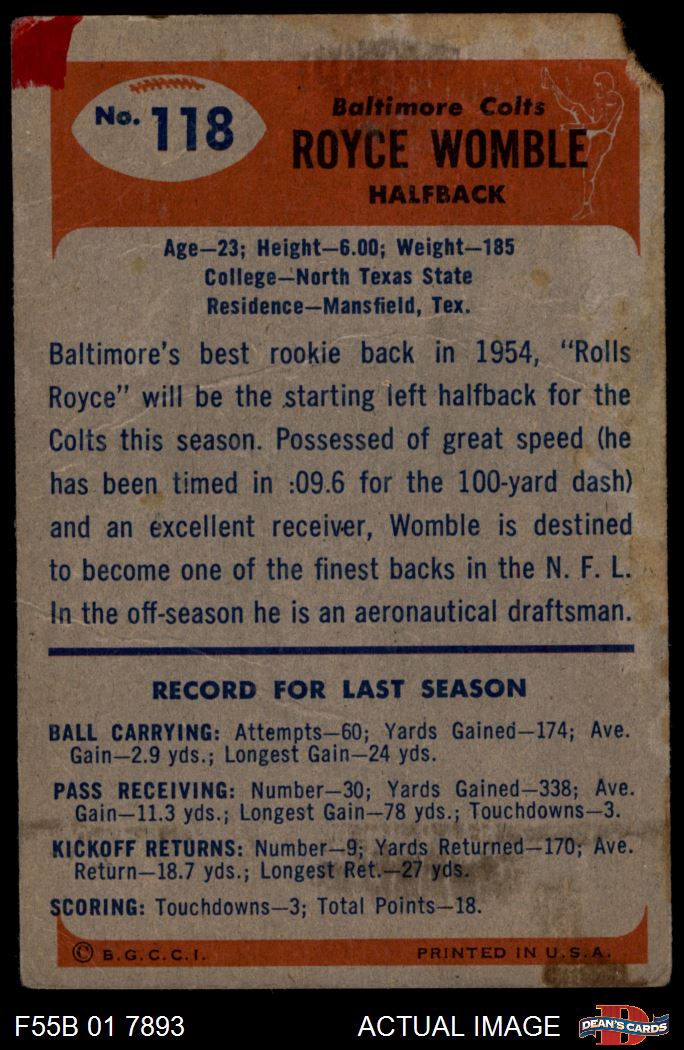 No. 118
Baltimore Colts
ROYCE WOMBLE
HALFBACK
Age—23; Height—6.00; Weight—185
College—North Texas State
Residence—Mansfield, Tex.
Baltimore's best rookie back in 1954, "Rolls
Royce" will be the starting left halfback for the
Colts this season. Possessed of great speed (he
has been timed in :09.6 for the 100-yard dash)
and an excellent receiver, Womble is destined
to become one of the finest backs in the N. F. L.
In the off-season he is an aeronautical draftsman.
RECORD FOR LAST SEASON
BALL CARRYING: Attempts—60; Yards Gained—174; Ave.
Gain—2.9 yds.; Longest Gain—24 yds.
PASS RECEIVING: Number—30; Yards Gained—338; Ave.
Gain—11.3 yds.; Longest Gain—78 yds.; Touchdowns—3.
KICKOFF RETURNS: Number—9; Yards Returned—170; Ave.
Return—18.7 yds.; Longest Ret.—27 yds.
SCORING: Touchdowns—3; Total Points—18.
© B.G.C.C.I. PRINTED IN U.S.A.
F55B 01 7893 ACTUAL IMAGE D DEAN'S CARDS